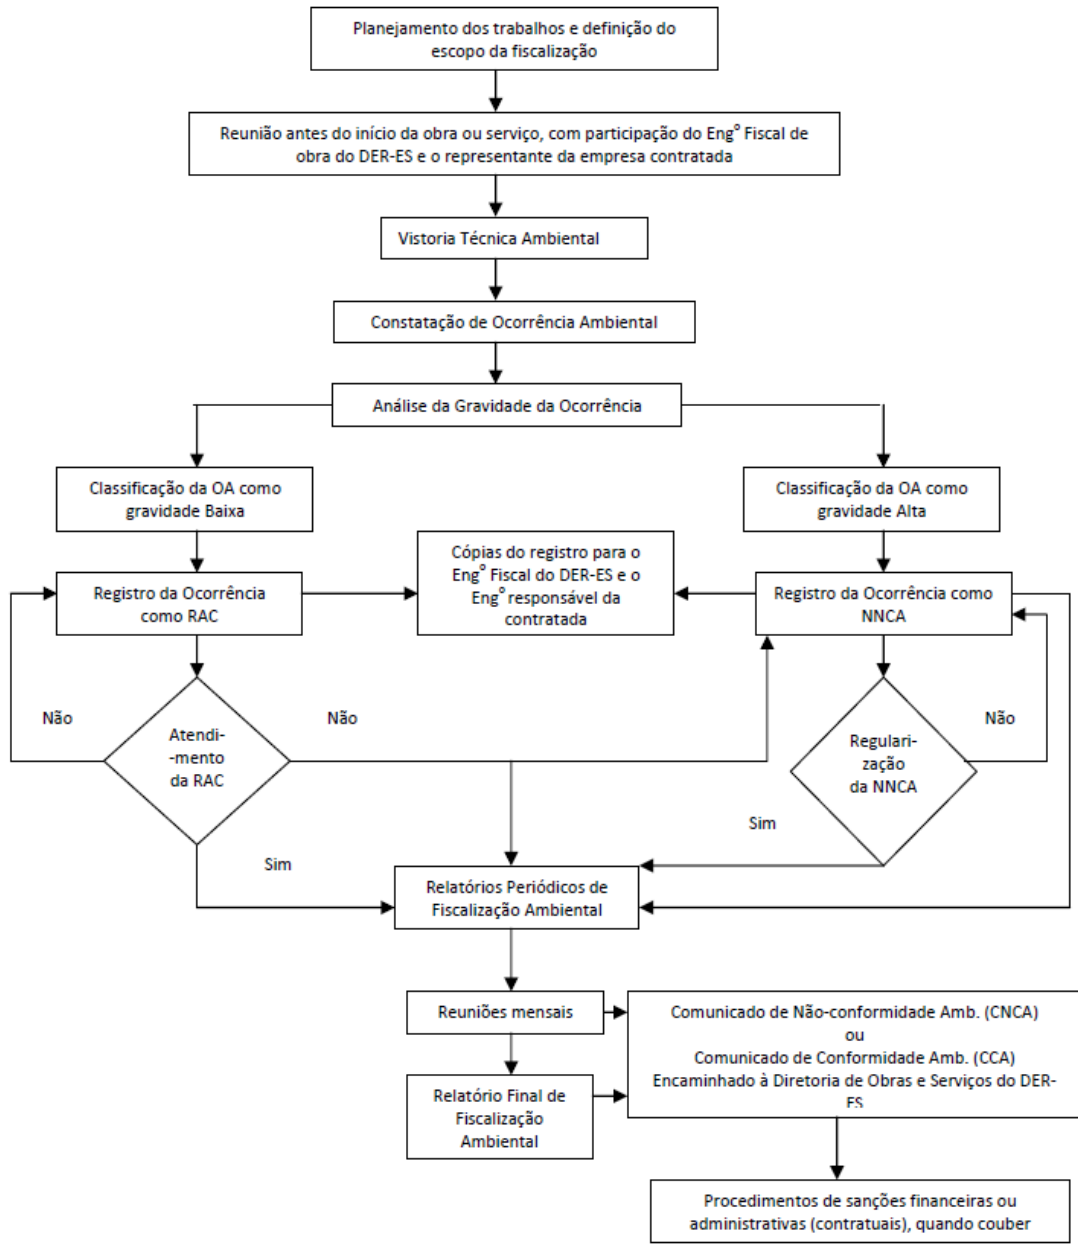 Planejamento dos trabalhos e definição do
escopo da fiscalização
Reunião antes do início da obra ou serviço, com participação do Engº Fiscal de
obra do DER-ES e o representante da empresa contratada
Vistoria Técnica Ambiental
Constatação de Ocorrência Ambiental
Análise da Gravidade da Ocorrência
Classificação da OA como
gravidade Baixa
Classificação da OA como
gravidade Alta
Cópias do registro para o
Engº Fiscal do DER-ES e o
Engº responsável da
contratada
Registro da Ocorrência
como RAC
Registro da Ocorrência como
NNCA
Não
Atendi-
-mento
da RAC
Não
Regulari-
zação
da NNCA
Não
Sim
Sim
Relatórios Periódicos de
Fiscalização Ambiental
Reuniões mensais
Comunicado de Não-conformidade Amb. (CNCA)
ou
Comunicado de Conformidade Amb. (CCA)
Encaminhado à Diretoria de Obras e Serviços do DER-
ES
Relatório Final de
Fiscalização
Ambiental
Procedimentos de sanções financeiras ou
administrativas (contratuais), quando couber